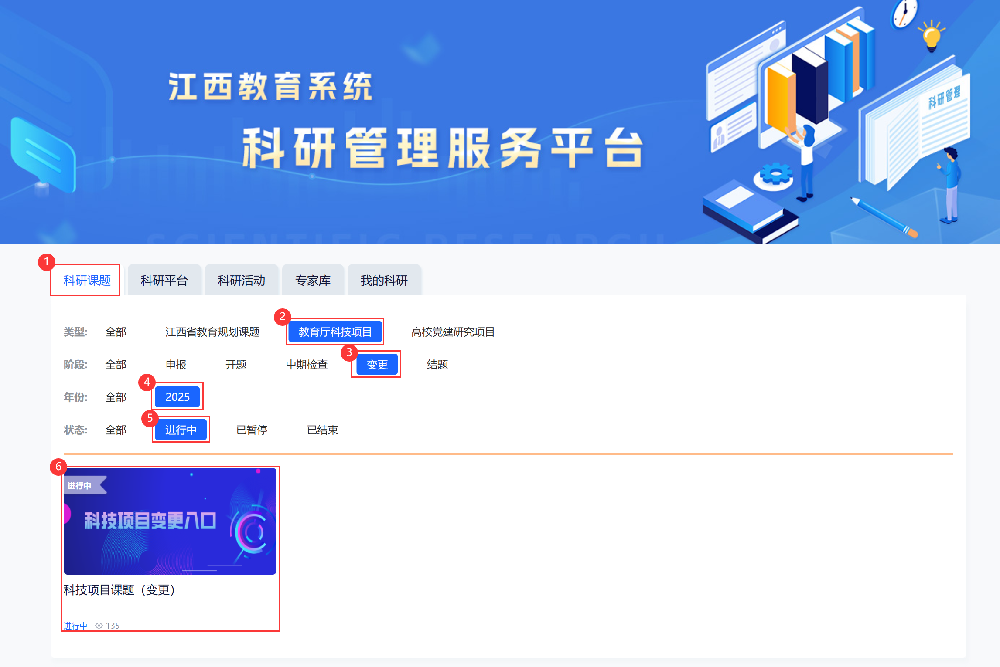 江西教育系统
科研管理服务平台
科研管理
SCIENTIFIC RESEARCH
1
科研课题 科研平台 科研活动 专家库 我的科研
2
类型: 全部 江西省教育规划课题 教育厅科技项目 高校党建研究项目
3
阶段: 全部 申报 开题 中期检查 变更 结题
4
年份: 全部 2025
5
状态: 全部 进行中 已暂停 已结束
6
进行中
科技项目变更入口
科技项目课题（变更）
进行中 135